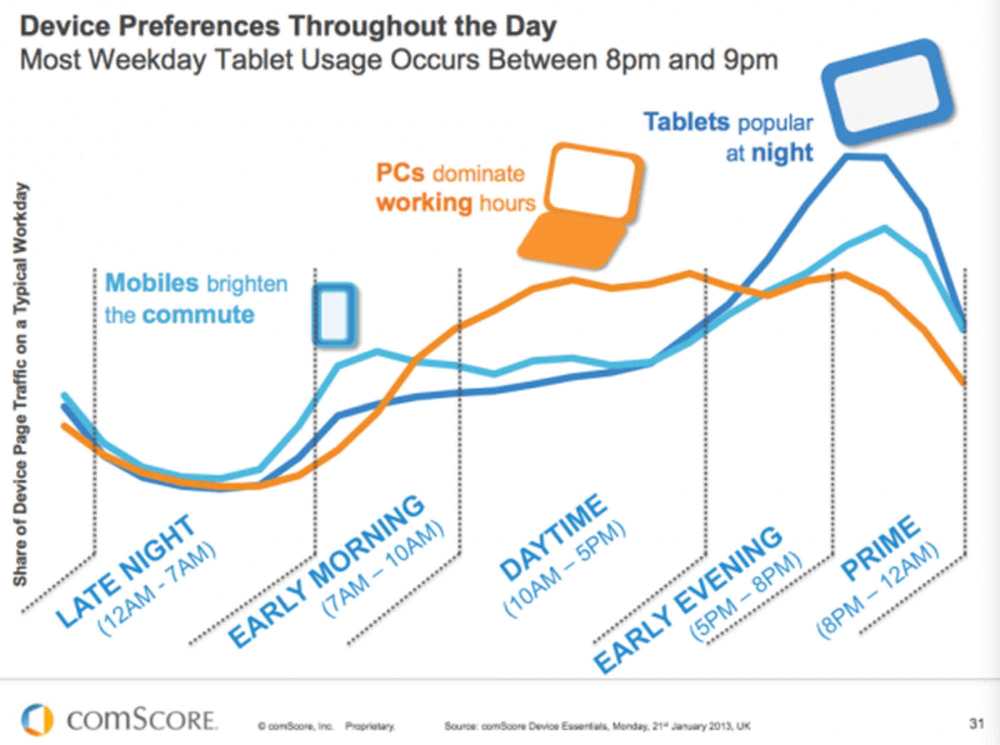 Device Preferences Throughout the Day
Most Weekday Tablet Usage Occurs Between 8pm and 9pm
Tablets popular
at night
PCs dominate
working hours
Mobiles brighten
the commute
Share of Device Page Traffic on a Typical Workday
LATE NIGHT
(12AM - 7AM)
EARLY MORNING
(7AM – 10AM)
DAYTIME
(10AM – 5PM)
EARLY EVENING
(5PM – 8PM)
PRIME
(8PM – 12AM)
comScore.
© comScore, Inc. Proprietary.
Source: comScore Device Essentials, Monday, 21st January 2013, UK
31